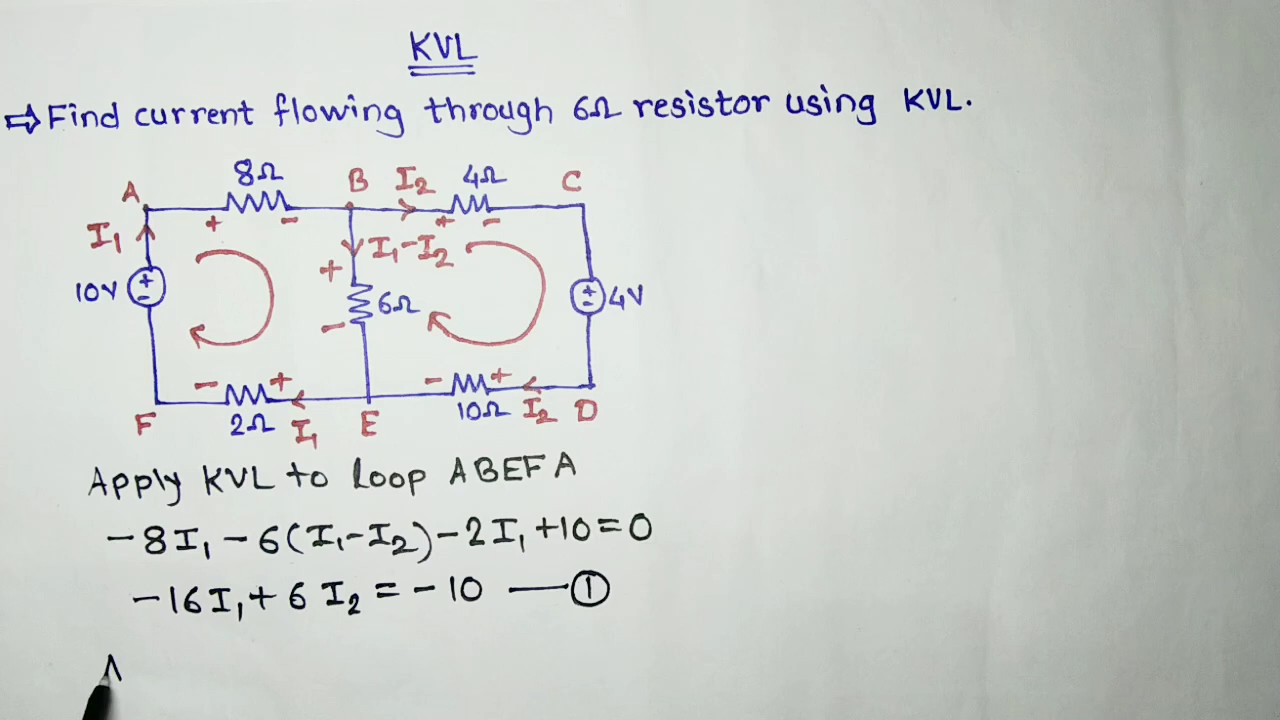 KVL
⇒ Find current flowing through 6Ω resistor using KVL.
A 8Ω B I₂ 4Ω C
I₁ + - + -
I₁-I₂
10V + - + 6Ω - + - 4V
- + - +
F 2Ω I₁ E 10Ω I₂ D
Apply KVL to Loop ABEFA
-8I₁ - 6(I₁-I₂) - 2I₁ + 10 = 0
-16I₁ + 6I₂ = -10 — ①